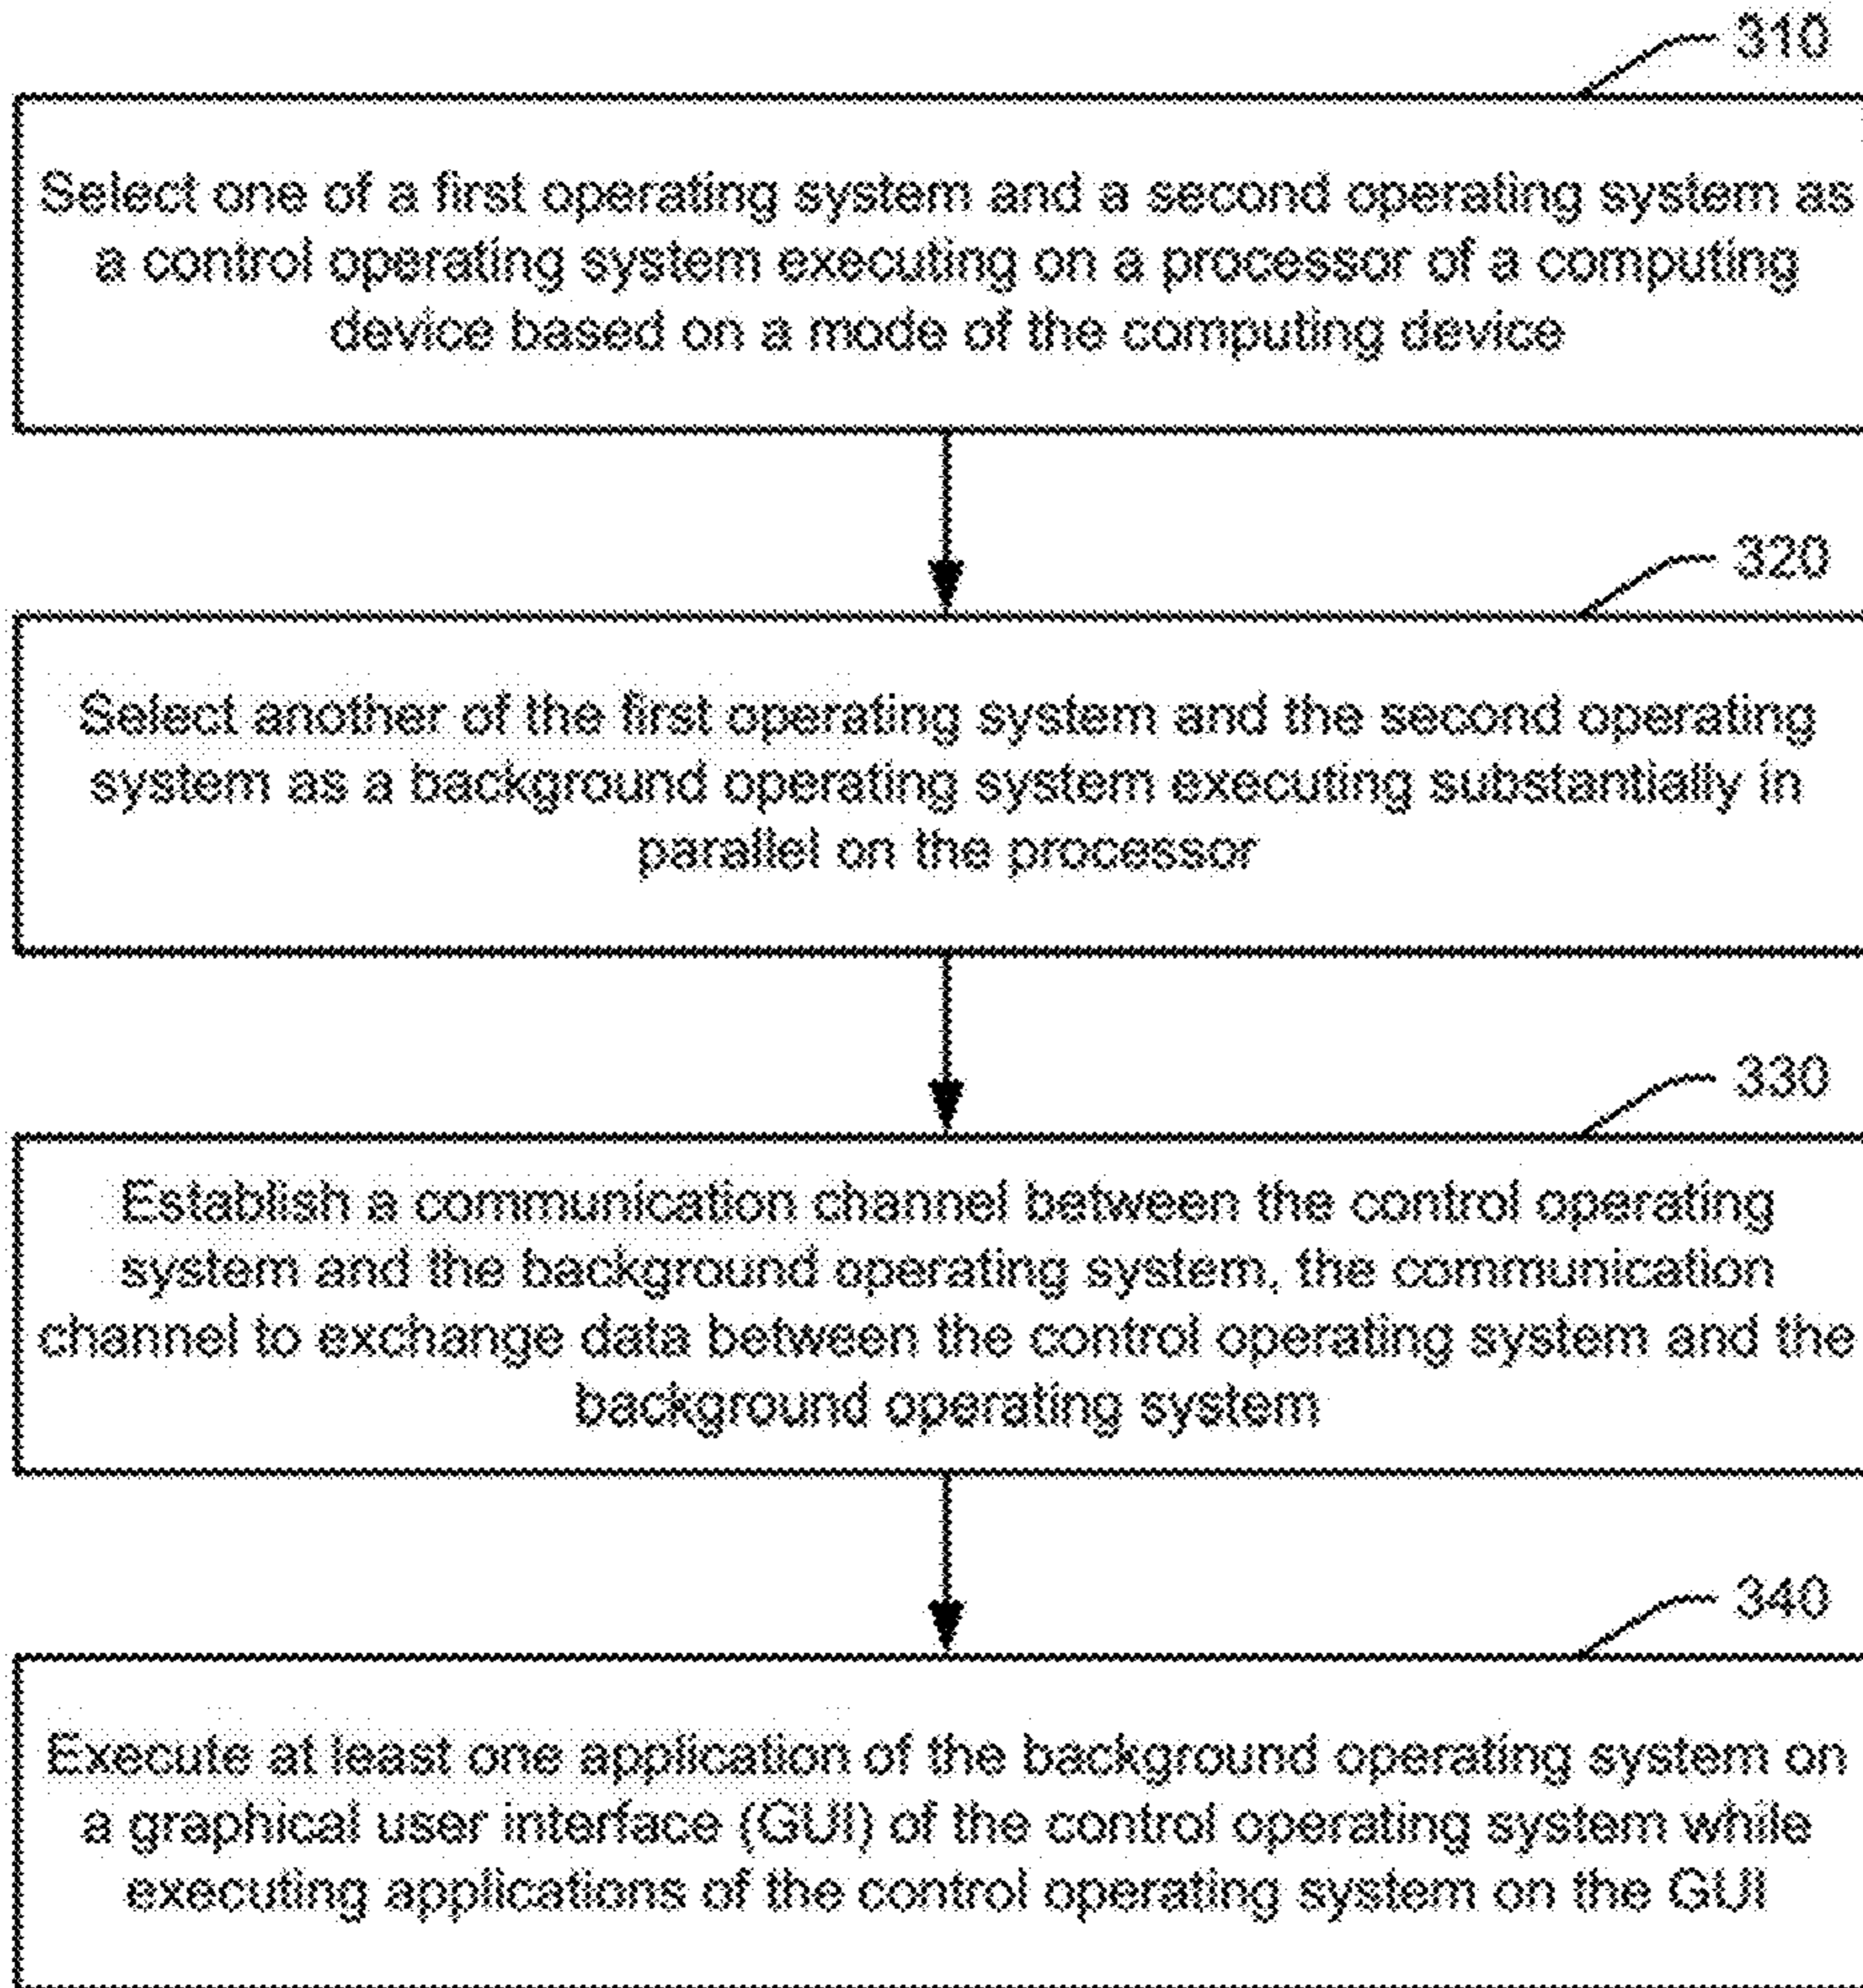 310
Select one of a first operating system and a second operating system as
a control operating system executing on a processor of a computing
device based on a mode of the computing device
320
Select another of the first operating system and the second operating
system as a background operating system executing substantially in
parallel on the processor
330
Establish a communication channel between the control operating
system and the background operating system, the communication
channel to exchange data between the control operating system and the
background operating system
340
Execute at least one application of the background operating system on
a graphical user interface (GUI) of the control operating system while
executing applications of the control operating system on the GUI